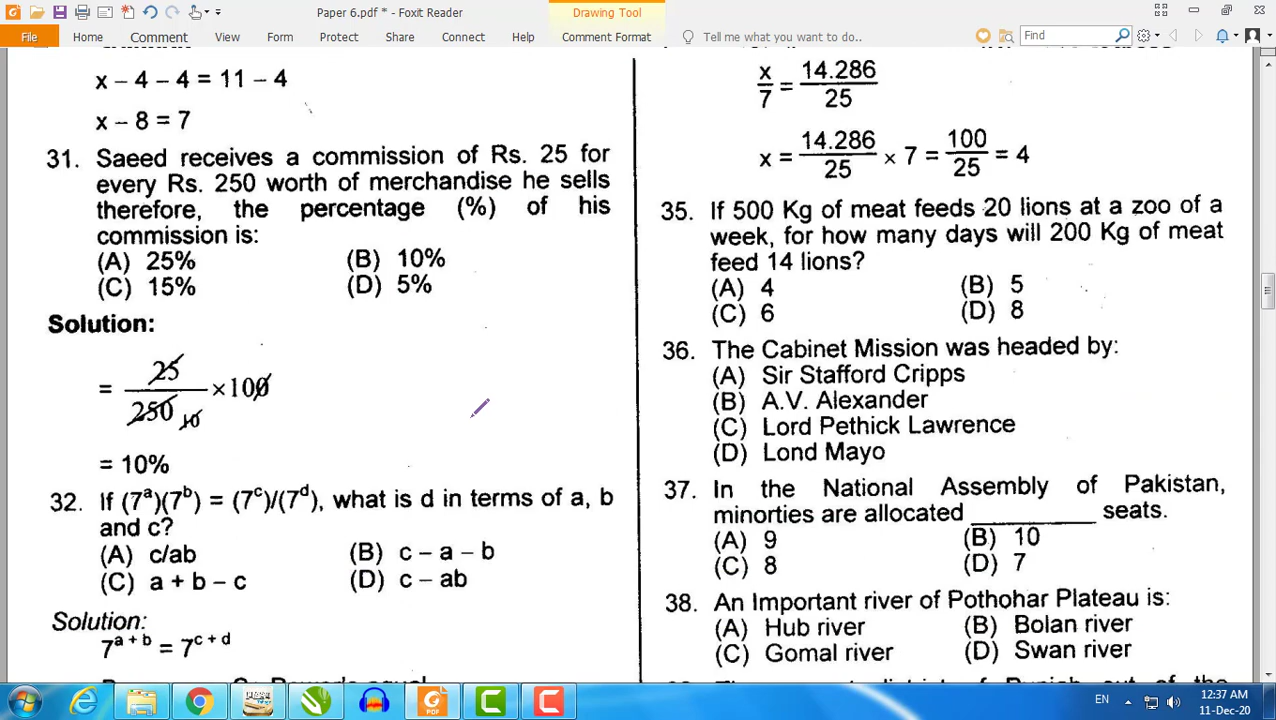 Paper 6.pdf * - Foxit Reader
Drawing Tool
File Home Comment View Form Protect Share Connect Help Comment Format Tell me what you want to do.. Find
x – 4 – 4 = 11 – 4
x – 8 = 7
31. Saeed receives a commission of Rs. 25 for
every Rs. 250 worth of merchandise he sells
therefore, the percentage (%) of his
commission is:
(A) 25% (B) 10%
(C) 15% (D) 5%
Solution:
= 25/250 10 × 100
= 10%
32. If (7^a)(7^b) = (7^c)/(7^d), what is d in terms of a, b
and c?
(A) c/ab (B) c – a – b
(C) a + b – c (D) c – ab
Solution:
7^(a + b) = 7^(c + d)
x/7 = 14.286/25
x = 14.286/25 × 7 = 100/25 = 4
35. If 500 Kg of meat feeds 20 lions at a zoo of a
week, for how many days will 200 Kg of meat
feed 14 lions?
(A) 4 (B) 5
(C) 6 (D) 8
36. The Cabinet Mission was headed by:
(A) Sir Stafford Cripps
(B) A.V. Alexander
(C) Lord Pethick Lawrence
(D) Lond Mayo
37. In the National Assembly of Pakistan,
minorties are allocated __________ seats.
(A) 9 (B) 10
(C) 8 (D) 7
38. An Important river of Pothohar Plateau is:
(A) Hub river (B) Bolan river
(C) Gomal river (D) Swan river
EN 12:37 AM
11-Dec-20